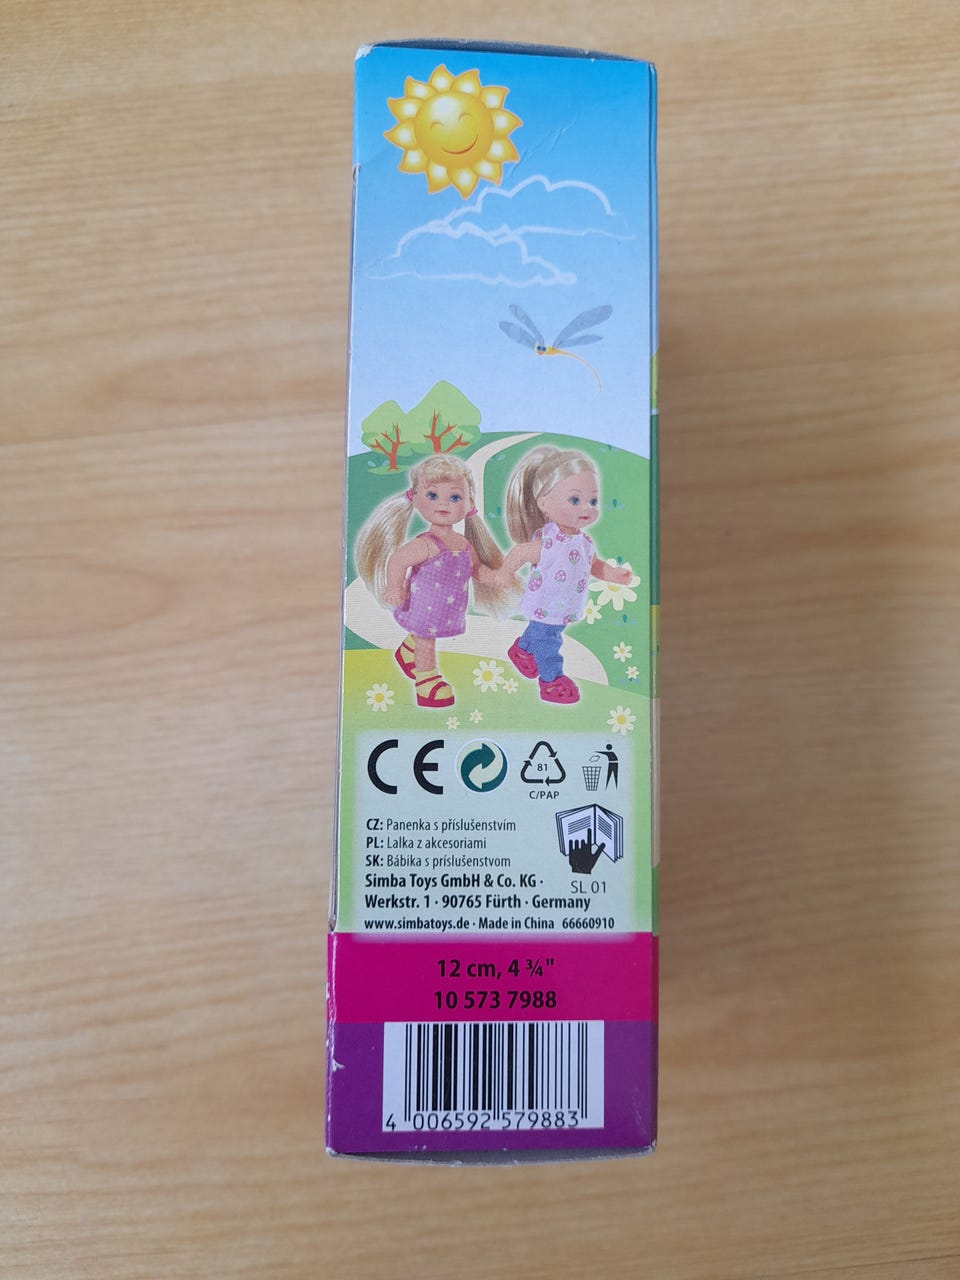 CE
81
C/PAP
CZ: Panenka s příslušenstvím
PL: Lalka z akcesoriami
SK: Bábika s príslušenstvom
Simba Toys GmbH & Co. KG · SL 01
Werkstr. 1 · 90765 Fürth · Germany
www.simbatoys.de · Made in China 66660910
12 cm, 4 ¾"
10 573 7988
4 006592 579883